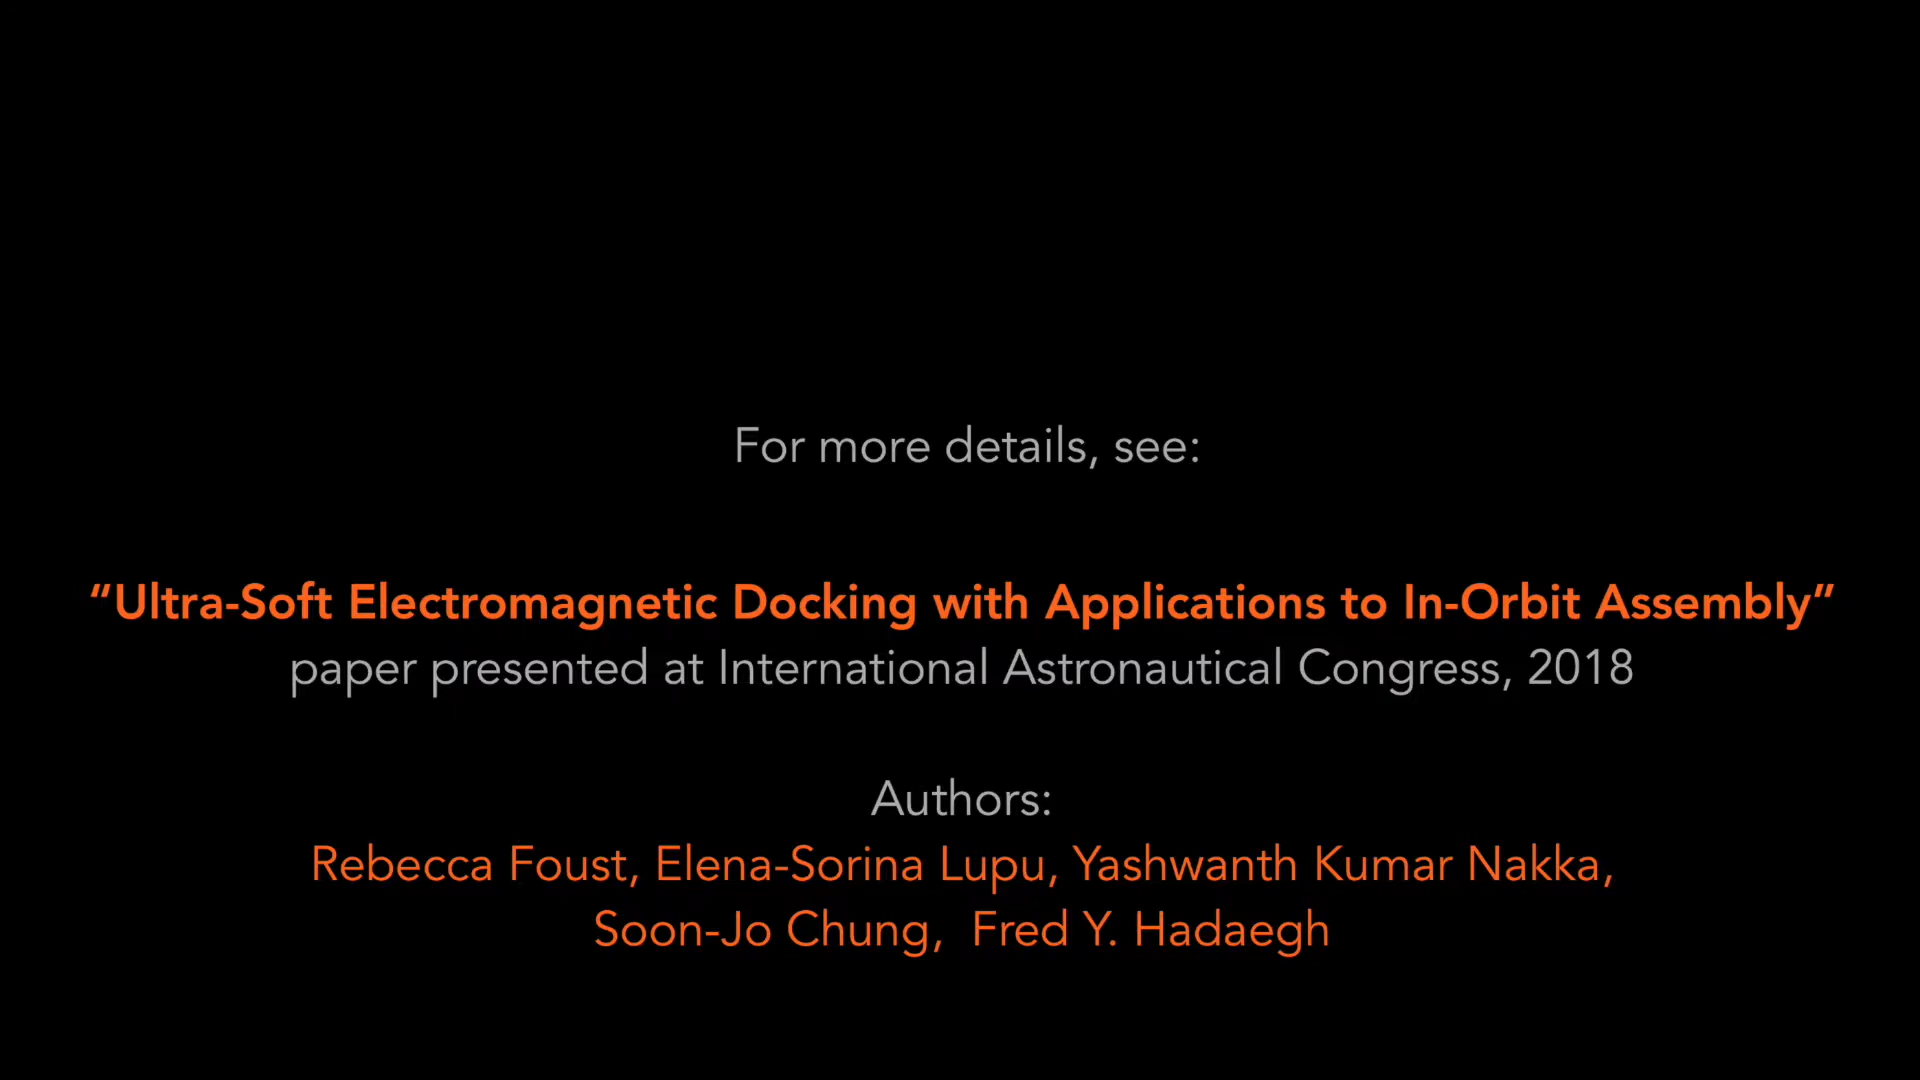 For more details, see:
“Ultra-Soft Electromagnetic Docking with Applications to In-Orbit Assembly”
paper presented at International Astronautical Congress, 2018
Authors:
Rebecca Foust, Elena-Sorina Lupu, Yashwanth Kumar Nakka,
Soon-Jo Chung,  Fred Y. Hadaegh